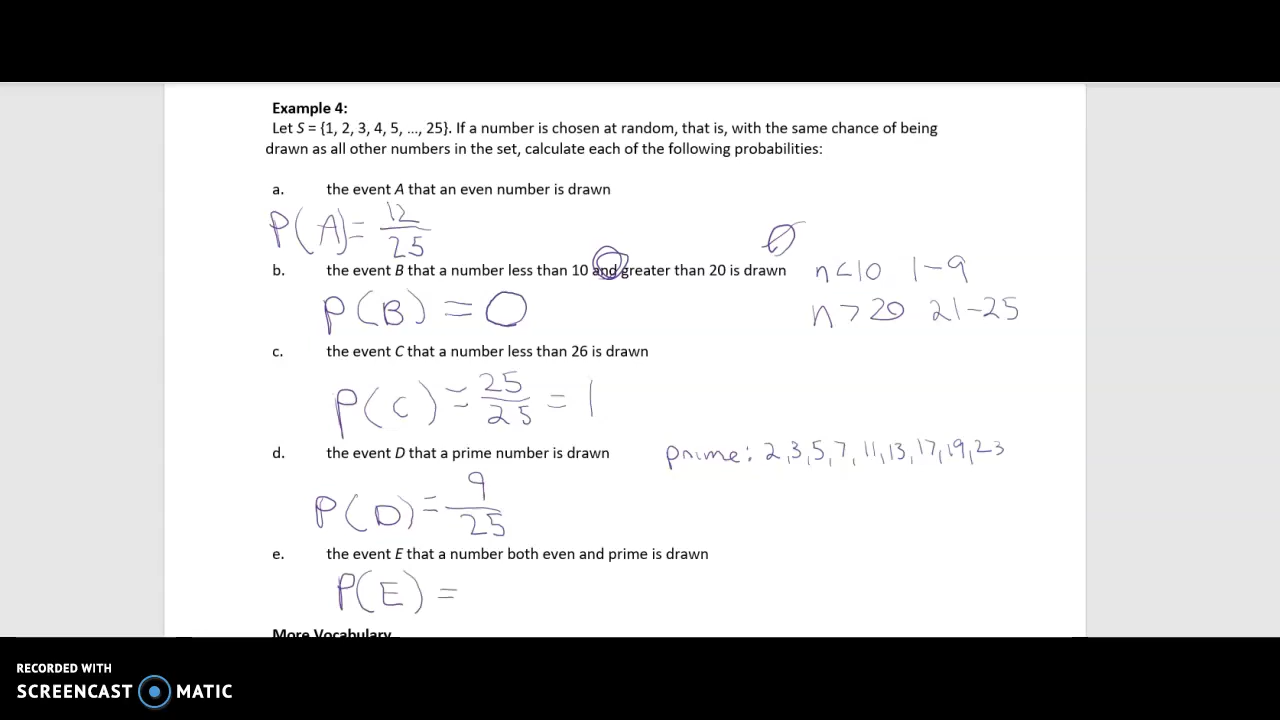 Example 4:
Let S = {1, 2, 3, 4, 5, ..., 25}. If a number is chosen at random, that is, with the same chance of being
drawn as all other numbers in the set, calculate each of the following probabilities:
a. the event A that an even number is drawn
P(A) = 12/25
∅
b. the event B that a number less than 10 and greater than 20 is drawn
n < 10 1-9
P(B) = 0
n > 20 21-25
c. the event C that a number less than 26 is drawn
P(C) = 25/25 = 1
d. the event D that a prime number is drawn
prime: 2,3,5,7,11,13,17,19,23
P(D) = 9/25
e. the event E that a number both even and prime is drawn
P(E) =
More Vocabulary
RECORDED WITH
SCREENCAST MATIC